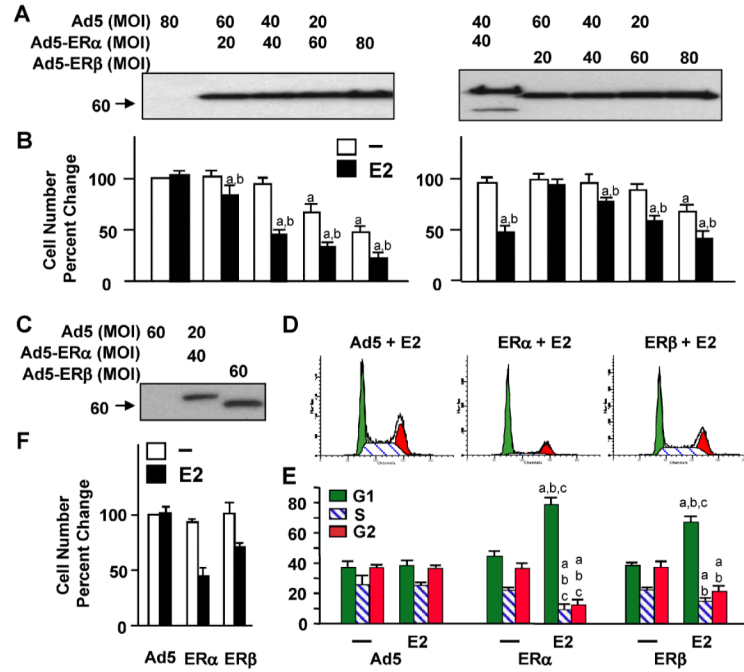 A
Ad5 (MOI) 80 60 40 20 40 60 40 20
Ad5-ERα (MOI) 20 40 60 80 40
Ad5-ERβ (MOI) 20 40 60 80
60
B
Cell Number
Percent Change
100
50
0
–
E2
a,b
a,b
a
a,b
a
a,b
100
50
0
a,b
a,b
a,b
a
a,b
C
Ad5 (MOI) 60 20
Ad5-ERα (MOI) 40
Ad5-ERβ (MOI) 60
60
D
Ad5 + E2 ERα + E2 ERβ + E2
Channels Channels Channels
F
Cell Number
Percent Change
100
50
0
–
E2
Ad5 ERα ERβ
E
80
60
40
20
0
G1
S
G2
a,b,c
a
b
c
a
b
c
a,b,c
a
b
a
b
— E2 — E2 — E2
Ad5 ERα ERβ